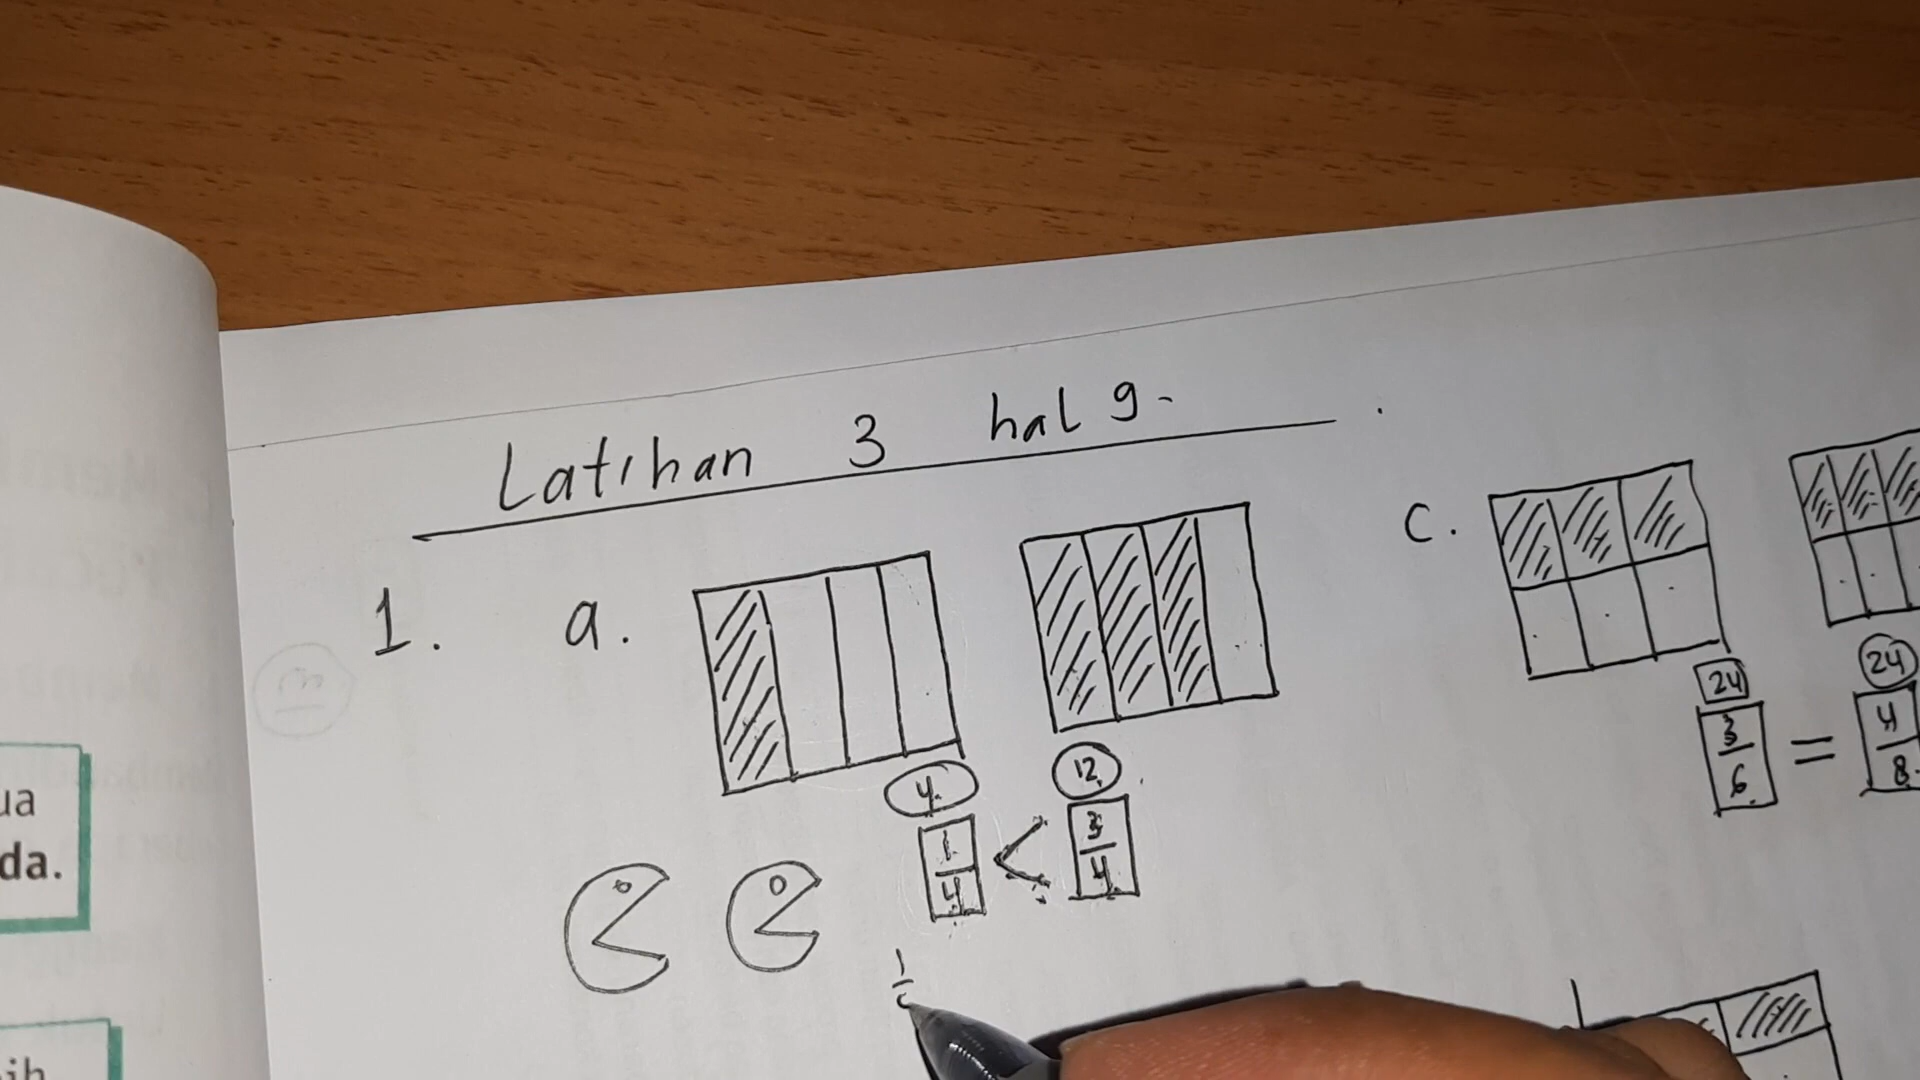 Latihan 3 hal 9.
1. a.
4
12
1/4 < 3/4
c.
24
24
3/6 = 4/8
ua
da.
ih